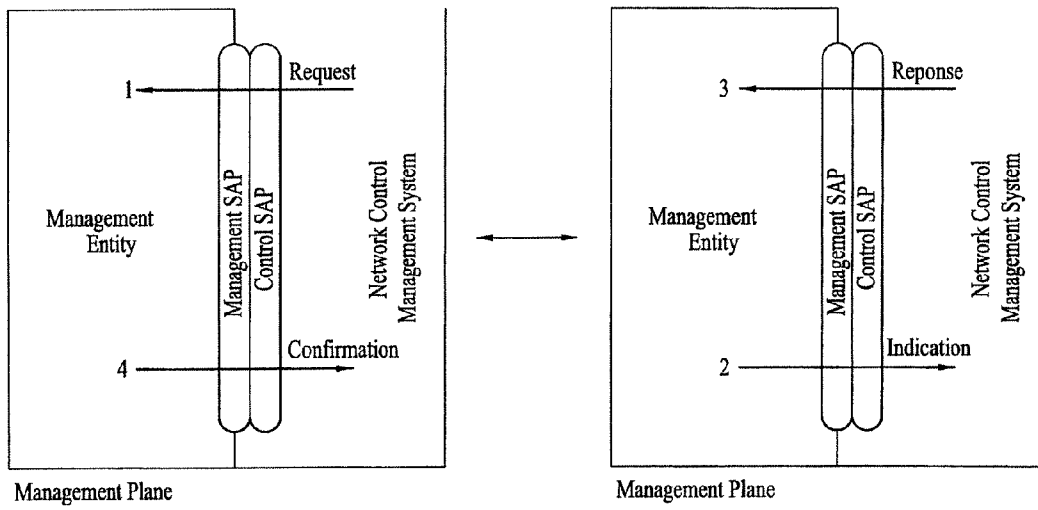 Request
1
Management
Entity
Management SAP
Control SAP
Network Control
Management System
Confirmation
4
Management Plane
Reponse
3
Management
Entity
Management SAP
Control SAP
Network Control
Management System
Indication
2
Management Plane